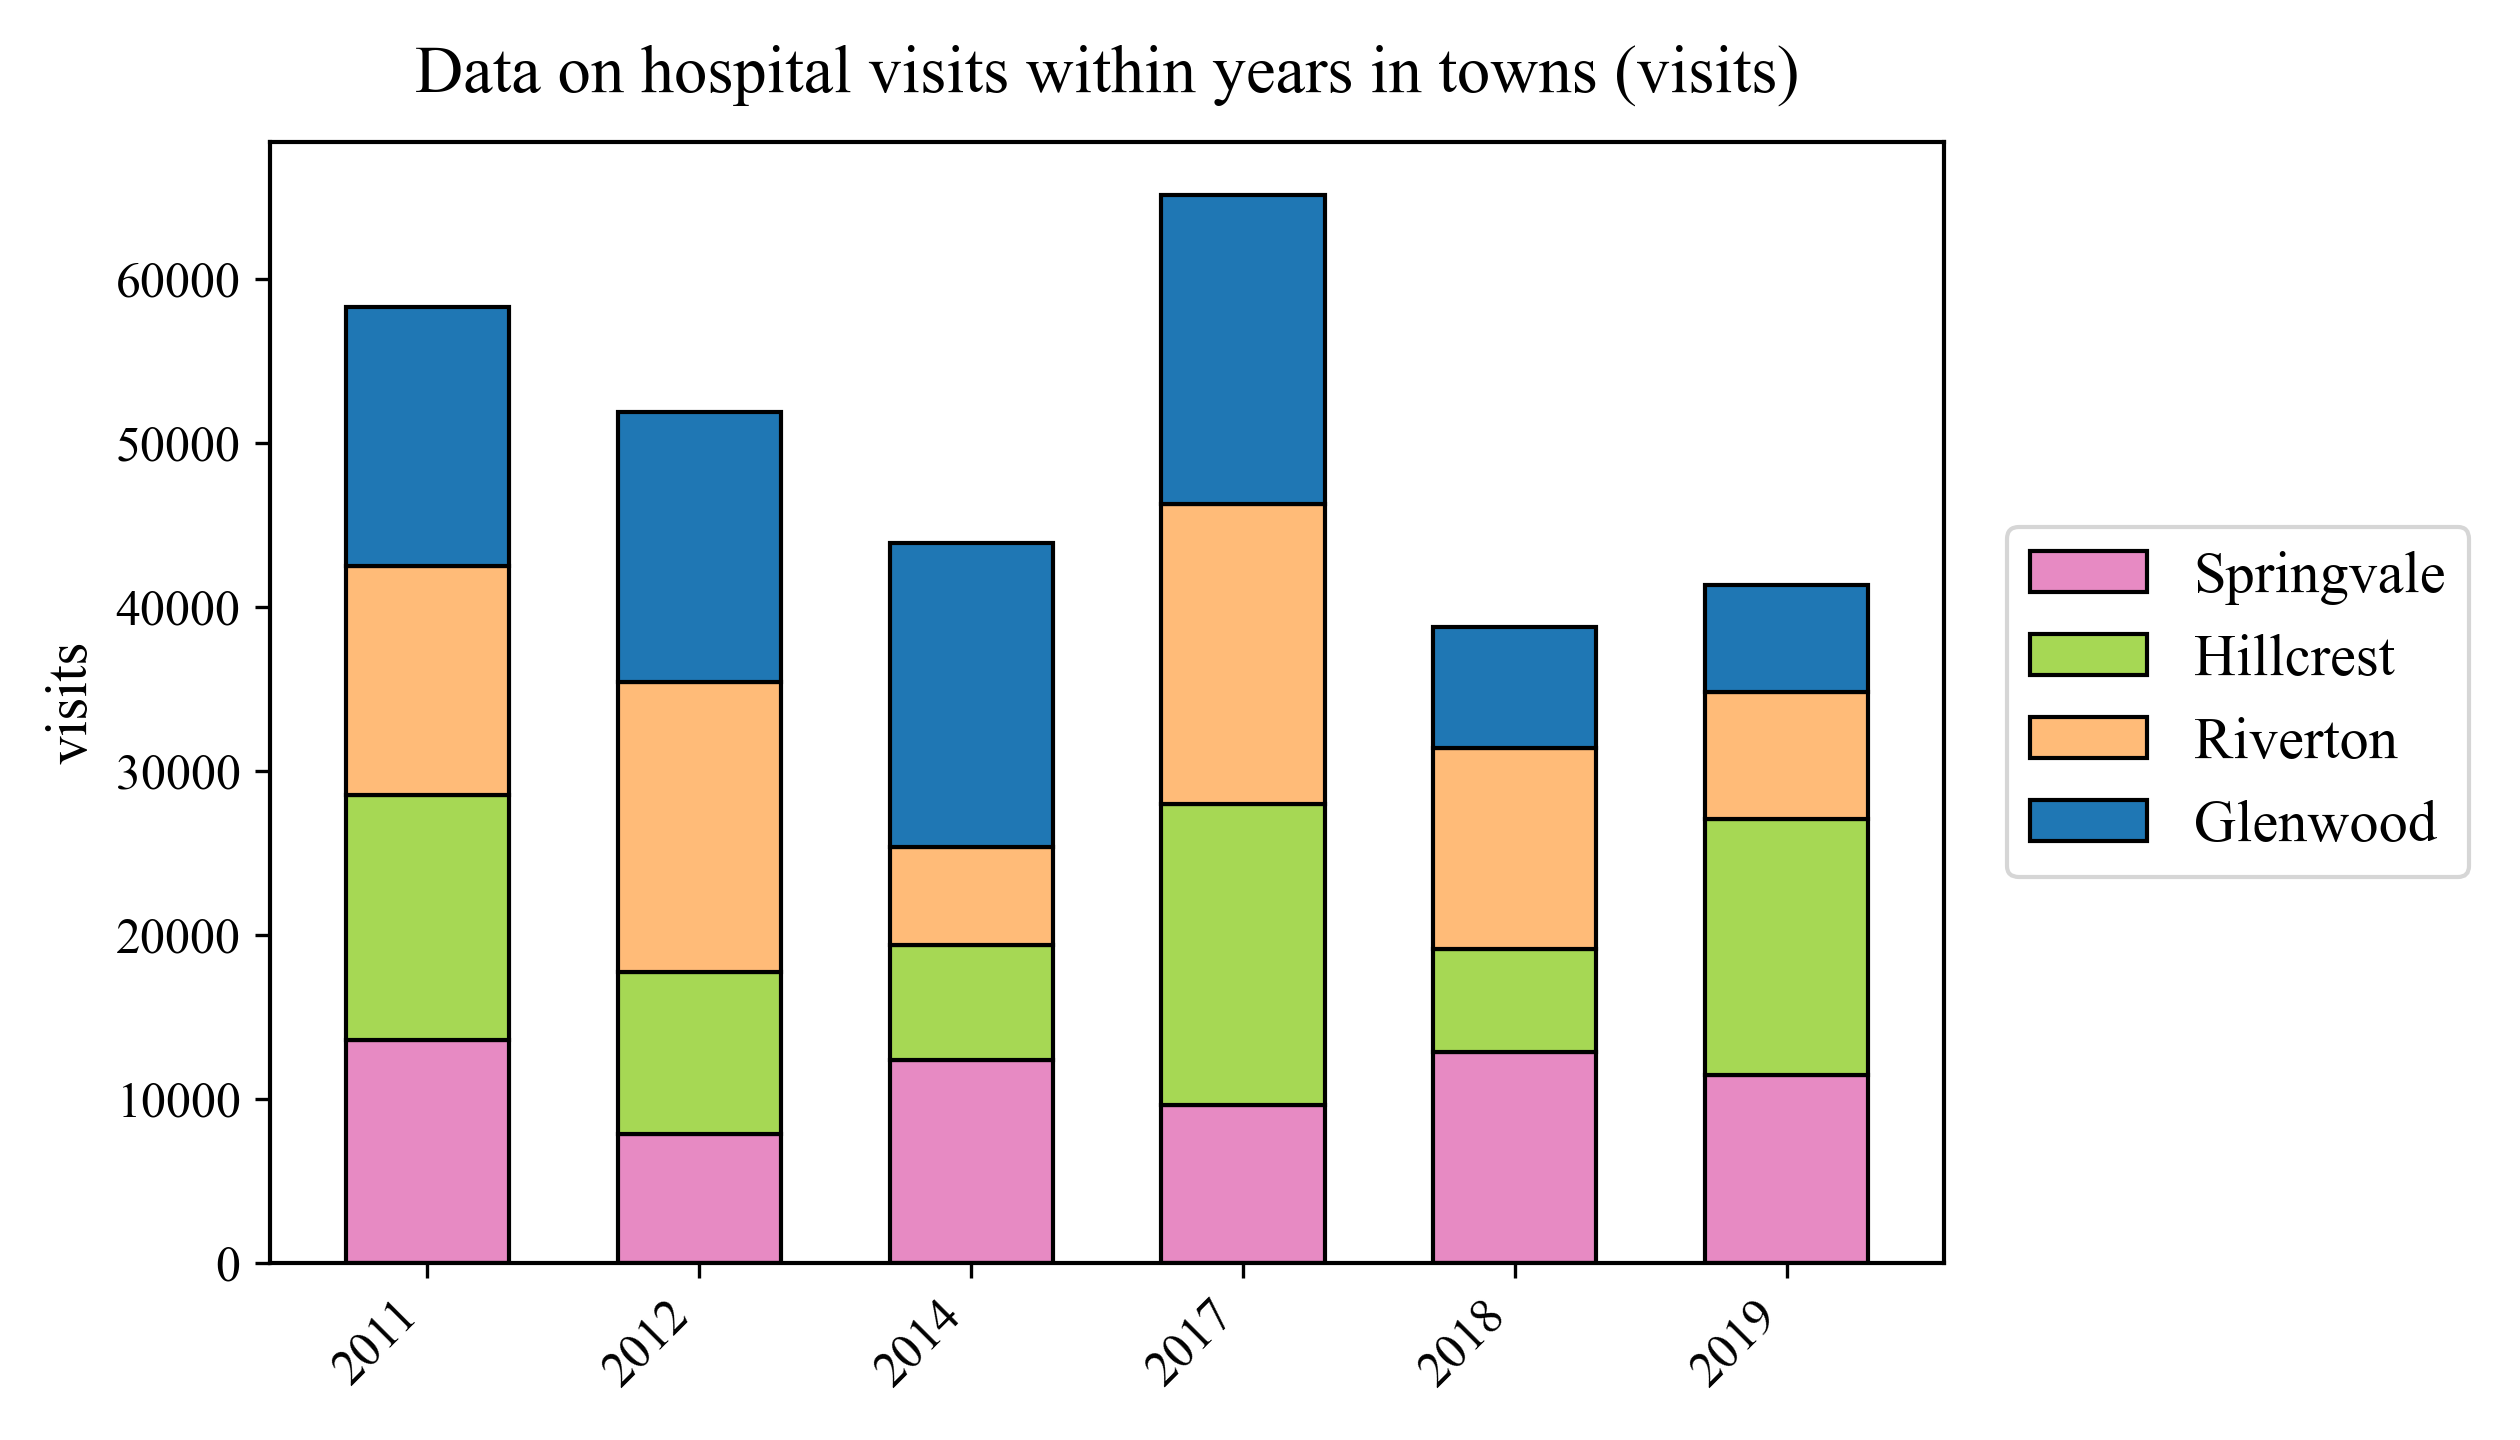 Data on hospital visits within years in towns (visits)
visits
60000
50000
40000
30000
20000
10000
0
2011
2012
2014
2017
2018
2019
Springvale
Hillcrest
Riverton
Glenwood